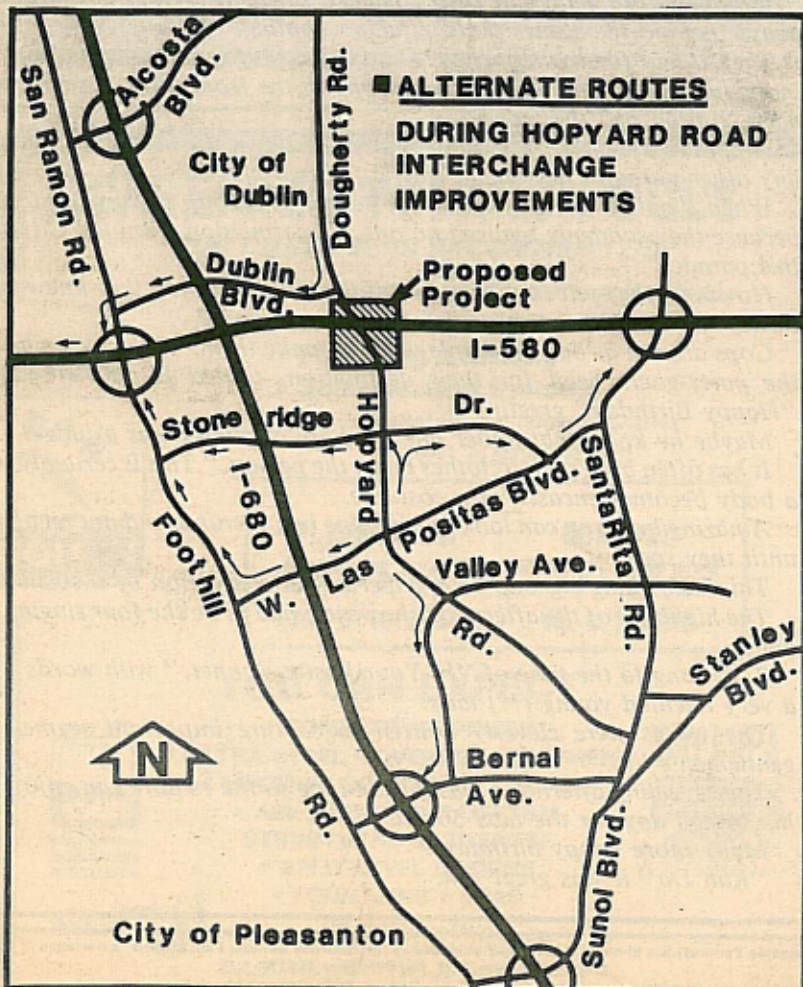 Alcosta
Blvd.
San Ramon Rd.
Dougherty Rd.
ALTERNATE ROUTES
DURING HOPYARD ROAD
INTERCHANGE
IMPROVEMENTS
City of
Dublin
Dublin
Blvd.
Proposed
Project
I-580
Hopyard
Stoneridge Dr.
I-680
Foothill
W. Las Positas Blvd.
Santa Rita Rd.
Valley Ave.
Rd.
Stanley
Blvd.
N
Bernal
Ave.
Rd.
Sunol Blvd.
City of Pleasanton